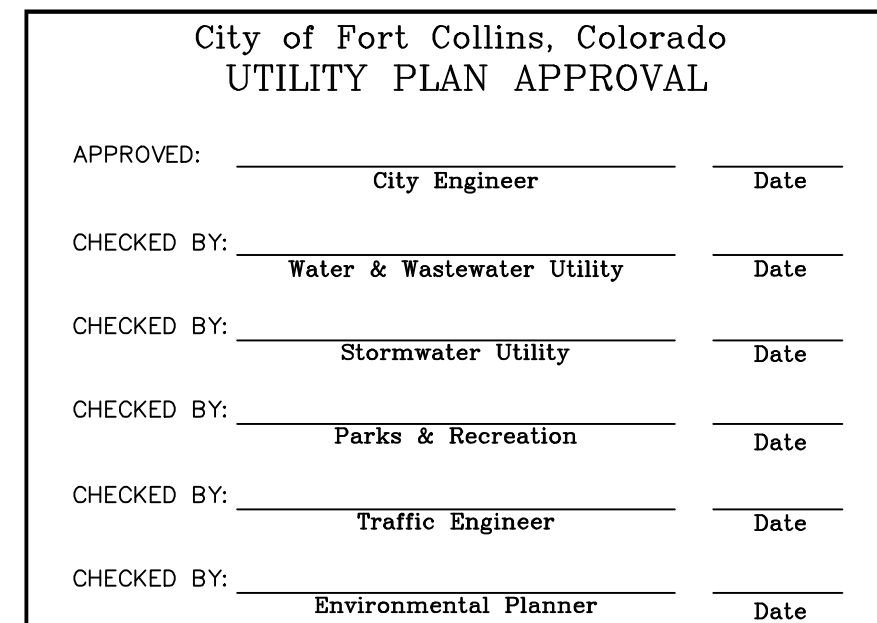 City of Fort Collins, Colorado
UTILITY PLAN APPROVAL
APPROVED:
City Engineer Date
CHECKED BY:
Water & Wastewater Utility Date
CHECKED BY:
Stormwater Utility Date
CHECKED BY:
Parks & Recreation Date
CHECKED BY:
Traffic Engineer Date
CHECKED BY:
Environmental Planner Date